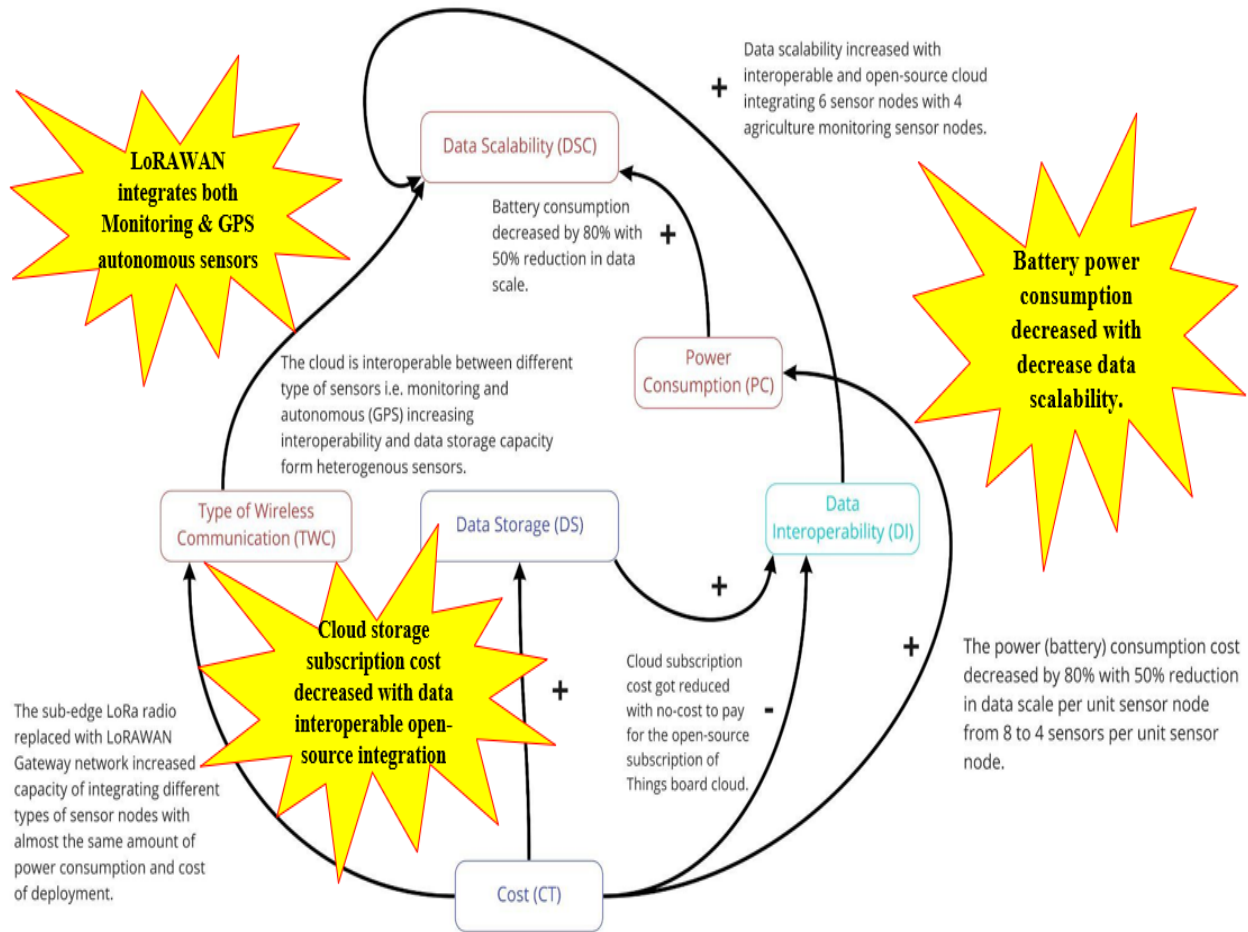 Data scalability increased with
interoperable and open-source cloud
integrating 6 sensor nodes with 4
agriculture monitoring sensor nodes.
+
LoRAWAN
integrates both
Monitoring & GPS
autonomous sensors
Data Scalability (DSC)
Battery consumption
decreased by 80% with
50% reduction in data
scale.
+
Battery power
consumption
decreased with
decrease data
scalability.
Power
Consumption (PC)
The cloud is interoperable between different
type of sensors i.e. monitoring and
autonomous (GPS) increasing
interoperability and data storage capacity
form heterogenous sensors.
Type of Wireless
Communication (TWC)
Data Storage (DS)
Data
Interoperability (DI)
+
Cloud storage
subscription cost
decreased with data
interoperable open-
source integration
+
Cloud subscription
cost got reduced
with no-cost to pay
for the open-source
subscription of
Things board cloud.
-
+
The power (battery) consumption cost
decreased by 80% with 50% reduction
in data scale per unit sensor node
from 8 to 4 sensors per unit sensor
node.
The sub-edge LoRa radio
replaced with LoRAWAN
Gateway network increased
capacity of integrating different
types of sensor nodes with
almost the same amount of
power consumption and cost
of deployment.
Cost (CT)